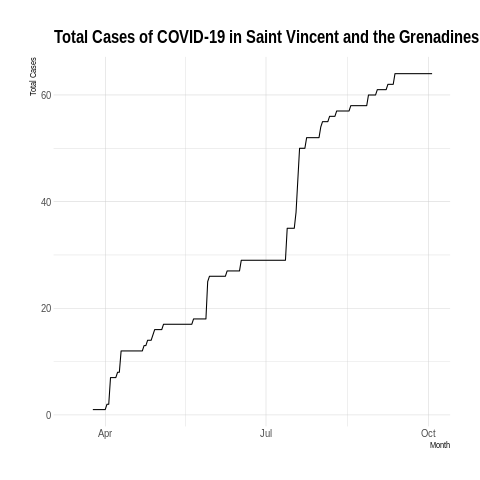 Total Cases of COVID-19 in Saint Vincent and the Grenadines
Total Cases
60
40
20
0
Apr
Jul
Oct
Month